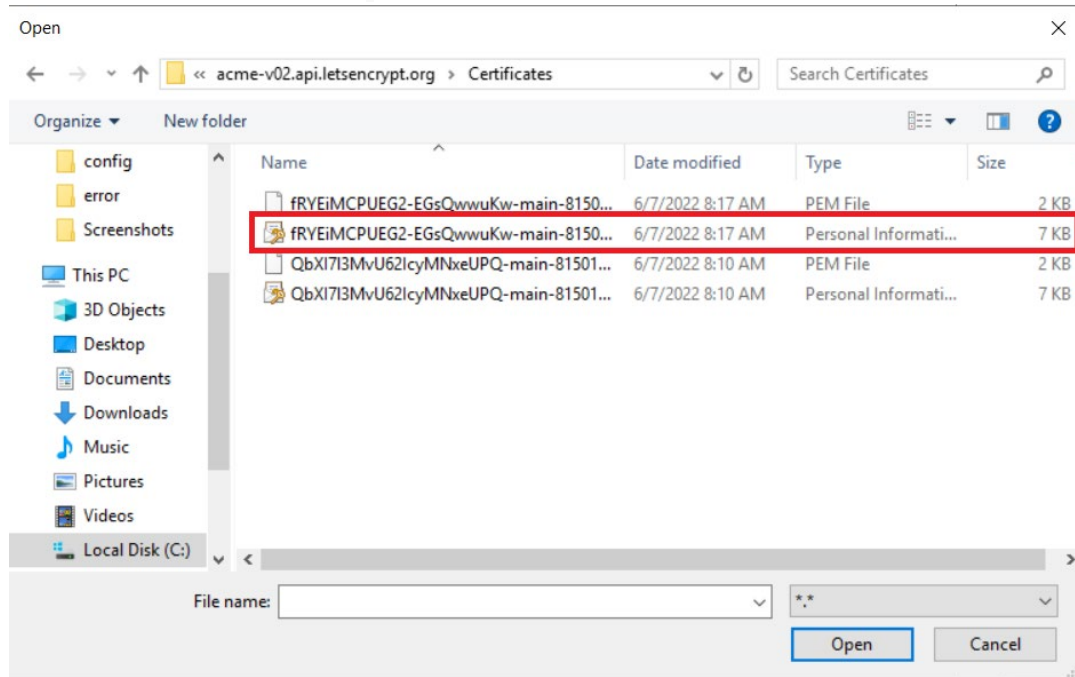 Open
« acme-v02.api.letsencrypt.org > Certificates
Search Certificates
Organize
New folder
config
error
Screenshots
This PC
3D Objects
Desktop
Documents
Downloads
Music
Pictures
Videos
Local Disk (C:)
Name Date modified Type Size
fRYEiMCPUEG2-EGsQwwuKw-main-8150... 6/7/2022 8:17 AM PEM File 2 KB
fRYEiMCPUEG2-EGsQwwuKw-main-8150... 6/7/2022 8:17 AM Personal Informati... 7 KB
QbXI7I3MvU62IcyMNxeUPQ-main-81501... 6/7/2022 8:10 AM PEM File 2 KB
QbXI7I3MvU62IcyMNxeUPQ-main-81501... 6/7/2022 8:10 AM Personal Informati... 7 KB
File name:
*.*
Open
Cancel